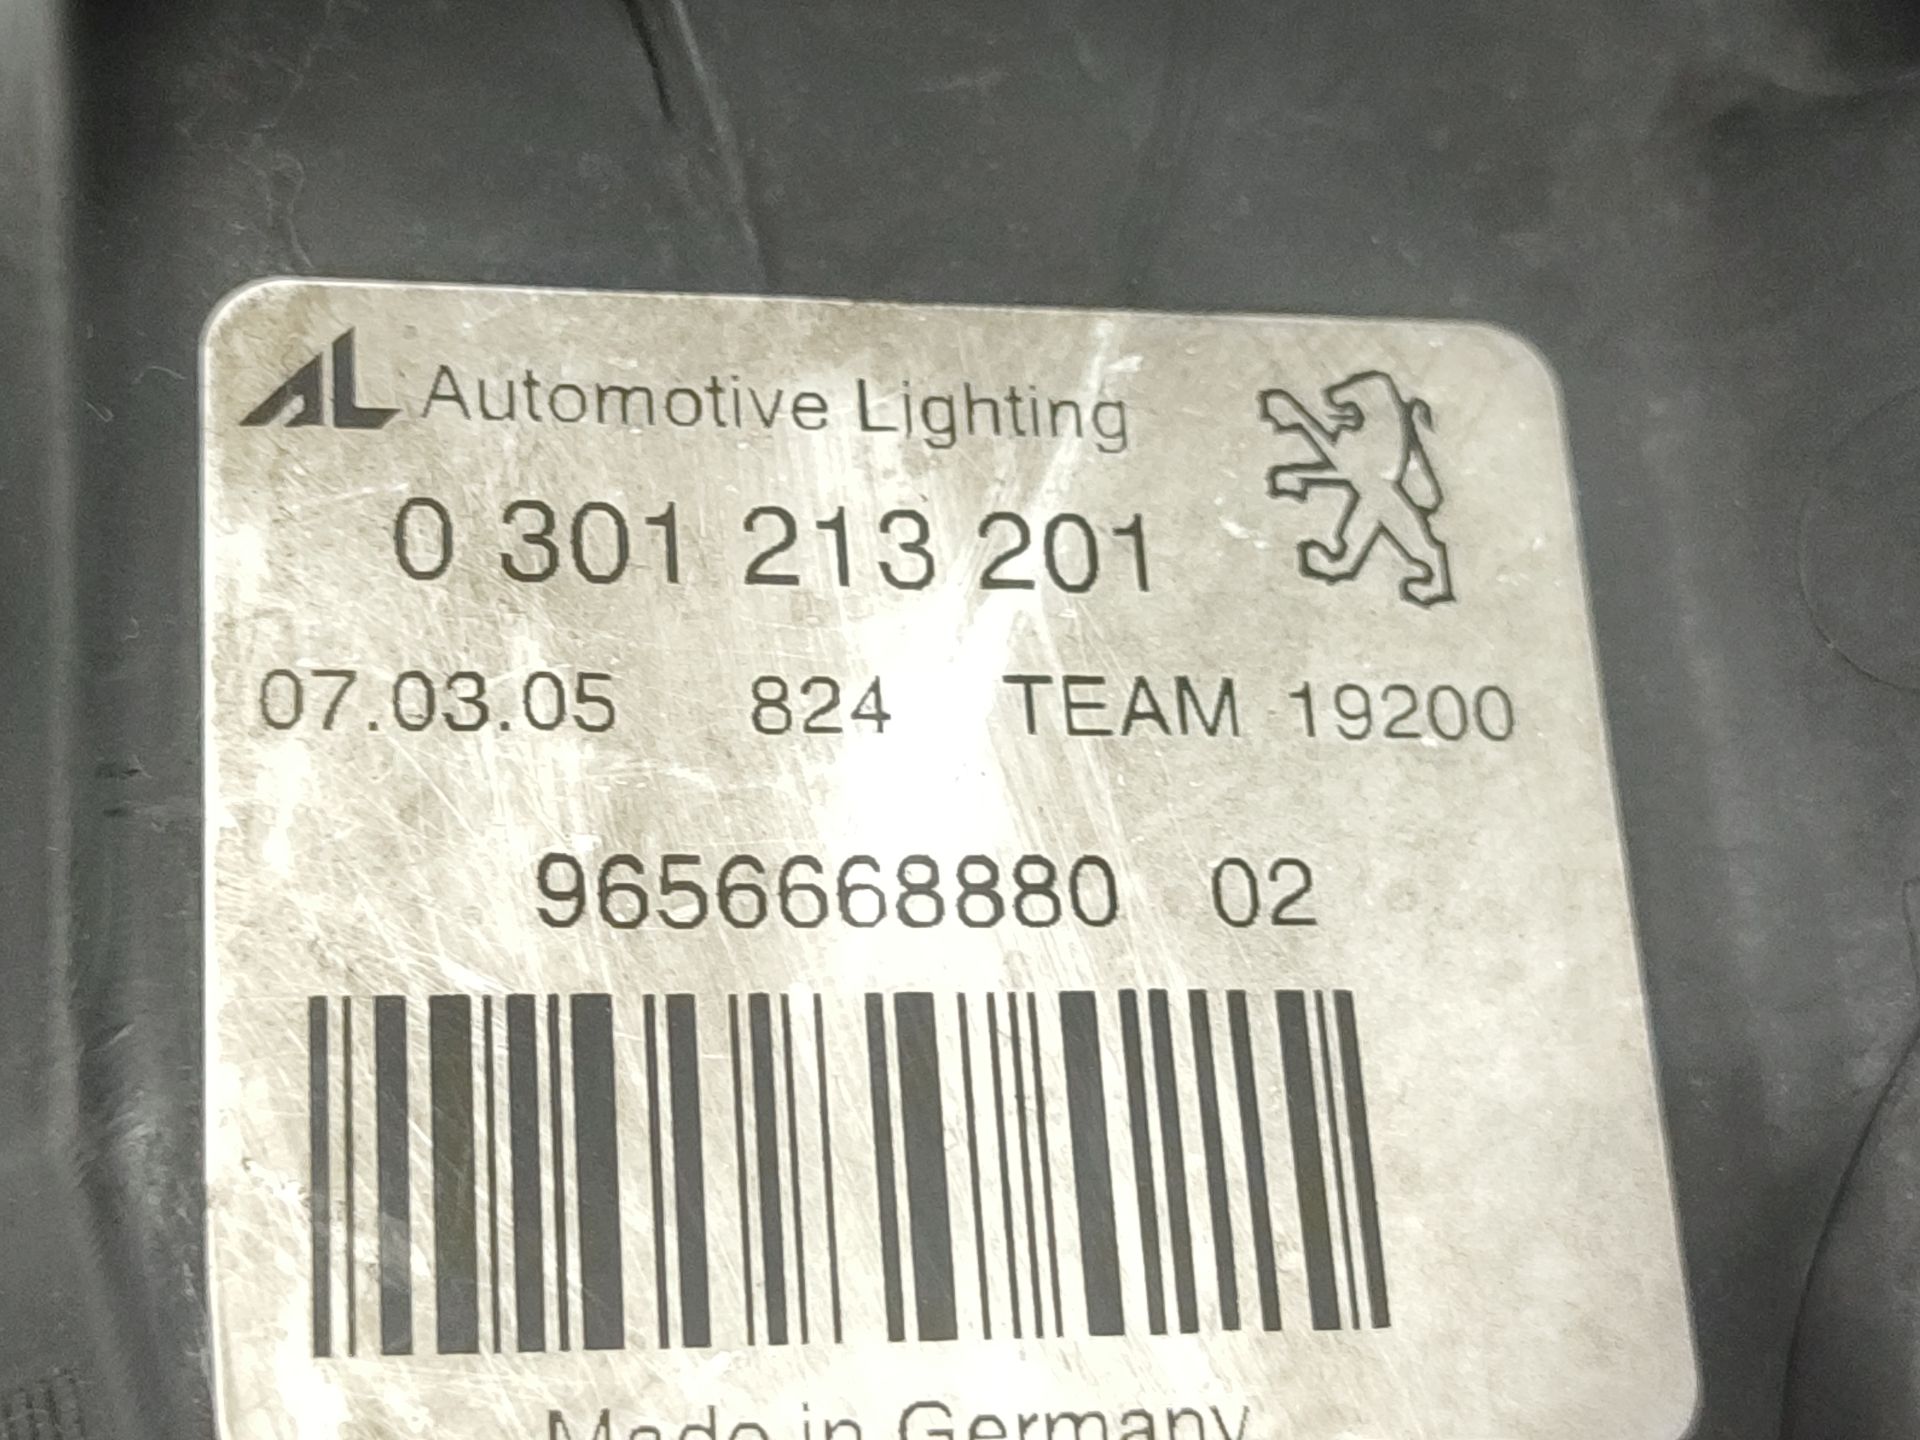 AL Automotive Lighting
0 301 213 201
07.03.05 824 TEAM 19200
9656668880 02
Made in Germany